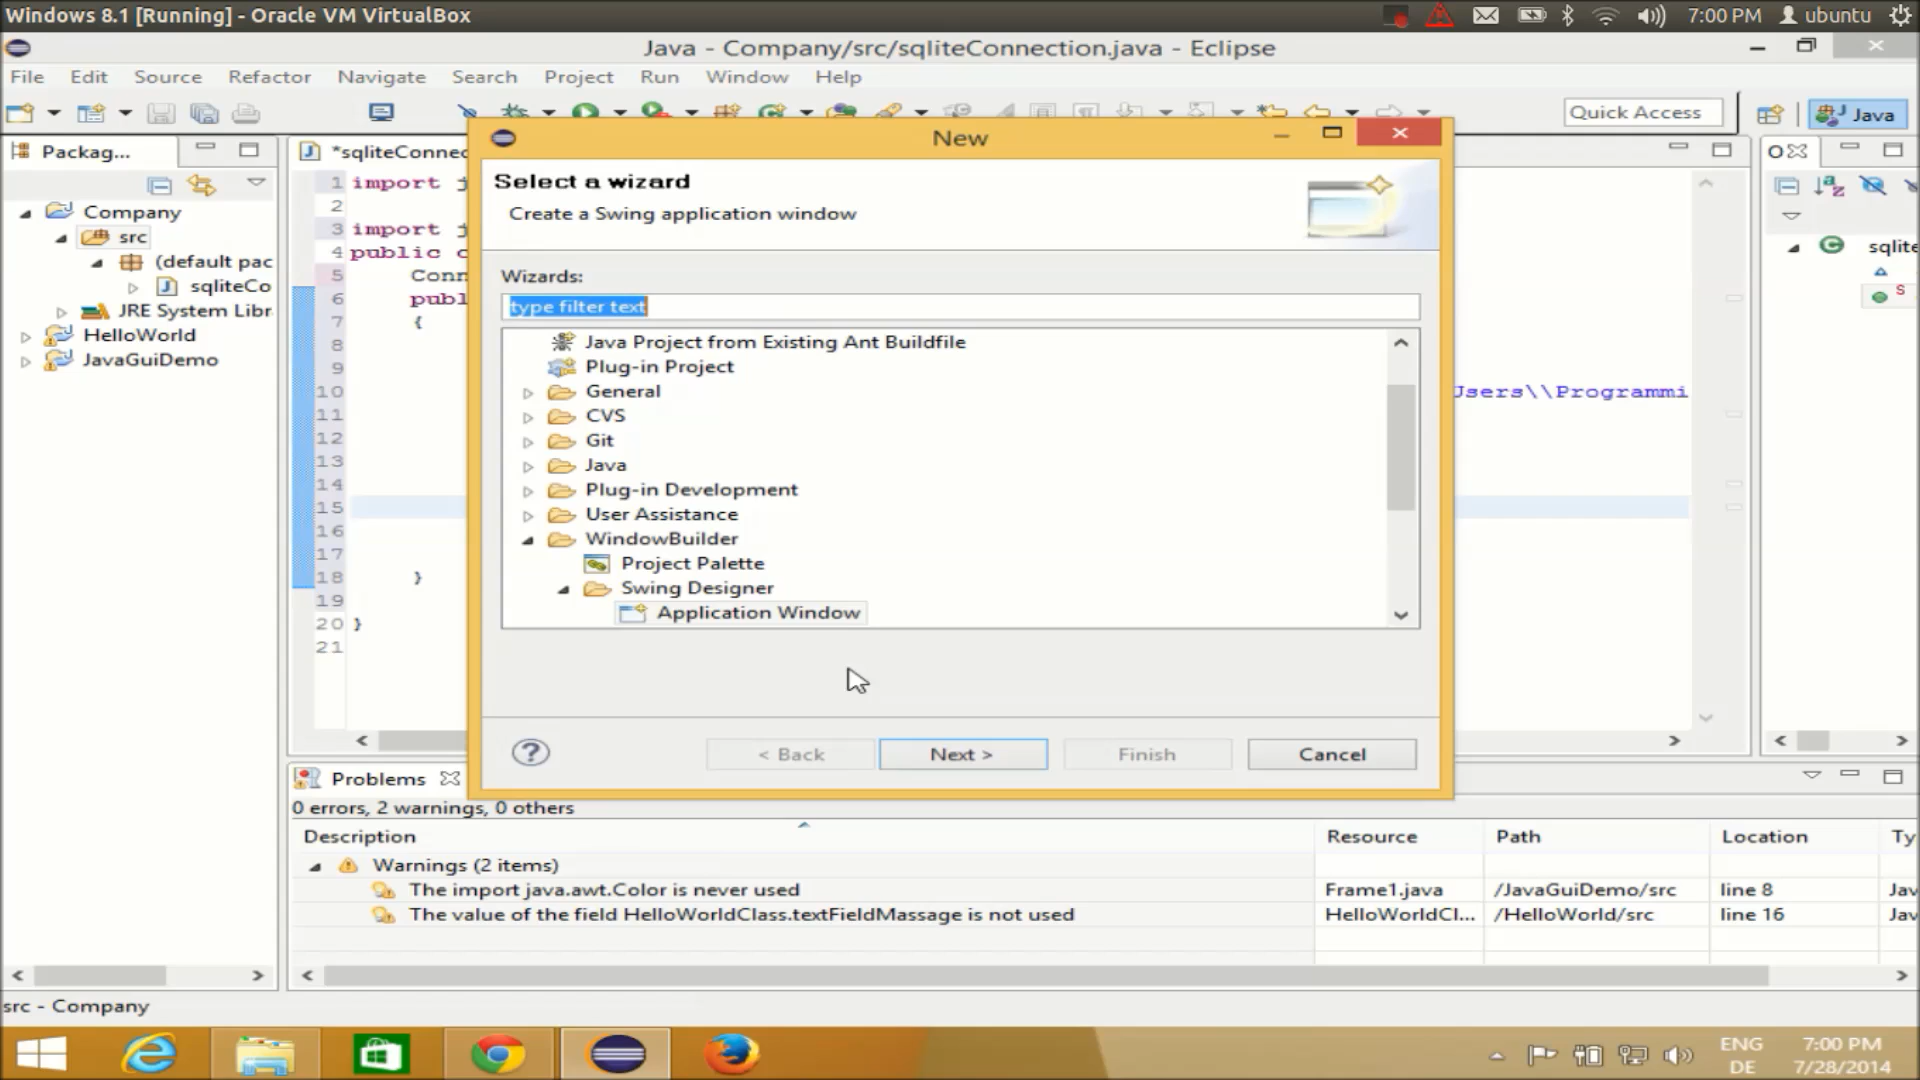 Windows 8.1 [Running] - Oracle VM VirtualBox
7:00 PM
ubuntu
Java - Company/src/sqliteConnection.java - Eclipse
File Edit Source Refactor Navigate Search Project Run Window Help
Quick Access
Java
Packag...
Company
src
(default pac
sqliteCo
JRE System Libr
HelloWorld
JavaGuiDemo
*sqliteConnec
1 import j
2
3 import j
4 public c
5 Conn
6 publ
7 {
8
9
10 Users\\Programmi
11
12
13
14
15
16
17
18 }
19
20 }
21
New
Select a wizard
Create a Swing application window
Wizards:
type filter text
Java Project from Existing Ant Buildfile
Plug-in Project
General
CVS
Git
Java
Plug-in Development
User Assistance
WindowBuilder
Project Palette
Swing Designer
Application Window
?
< Back
Next >
Finish
Cancel
sqlite
S
Problems
0 errors, 2 warnings, 0 others
Description Resource Path Location Ty
Warnings (2 items)
The import java.awt.Color is never used Frame1.java /JavaGuiDemo/src line 8 Jav
The value of the field HelloWorldClass.textFieldMassage is not used HelloWorldCl... /HelloWorld/src line 16 Jav
src - Company
ENG
DE
7:00 PM
7/28/2014